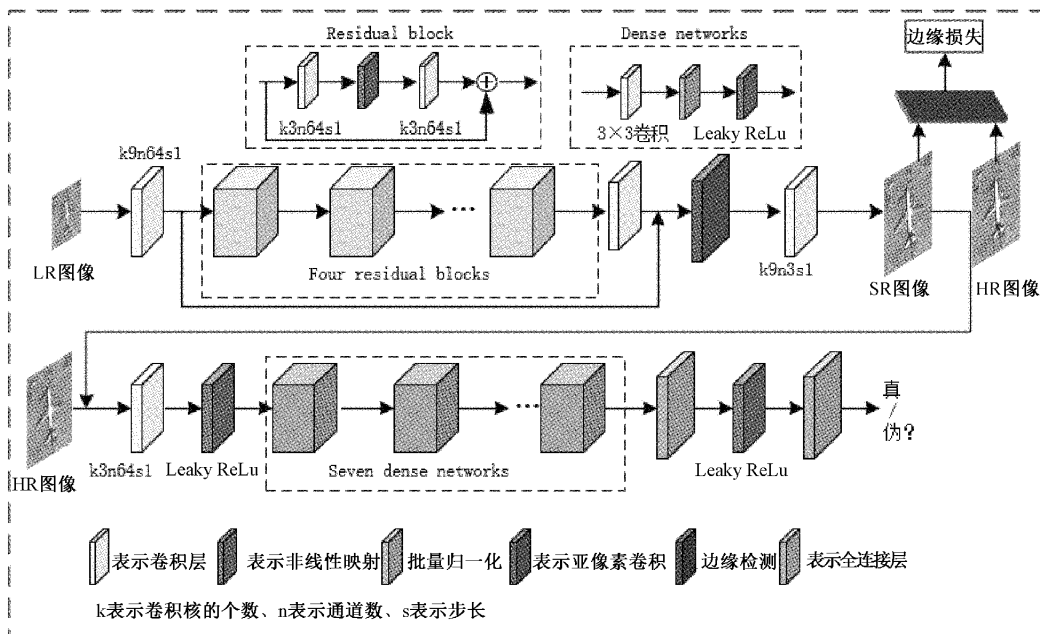 Residual block
Dense networks
边缘损失
k3n64s1
k3n64s1
3×3卷积
Leaky ReLu
k9n64s1
LR图像
Four residual blocks
k9n3s1
SR图像
HR图像
HR图像
k3n64s1
Leaky ReLu
Seven dense networks
Leaky ReLu
真
/
伪?
表示卷积层
表示非线性映射
批量归一化
表示亚像素卷积
边缘检测
表示全连接层
k表示卷积核的个数、n表示通道数、s表示步长